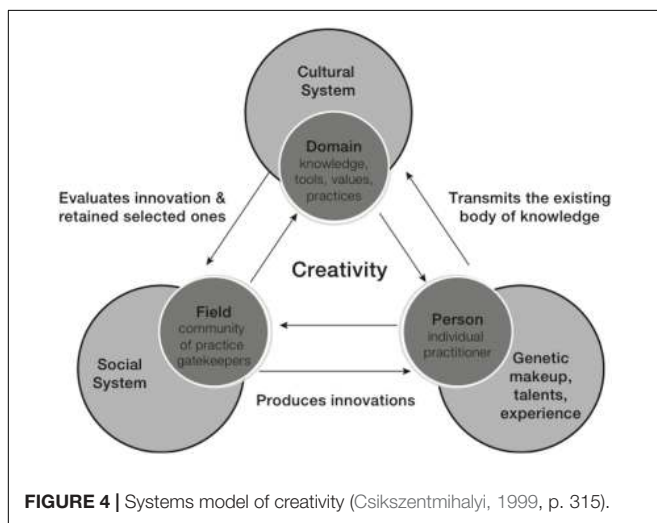 Cultural
System
Domain
knowledge,
tools, values,
practices
Evaluates innovation &
retained selected ones
Transmits the existing
body of knowledge
Creativity
Field
community
of practice
gatekeepers
Social
System
Person
individual
practitioner
Genetic
makeup,
talents,
experience
Produces innovations
FIGURE 4 | Systems model of creativity (Csikszentmihalyi, 1999, p. 315).